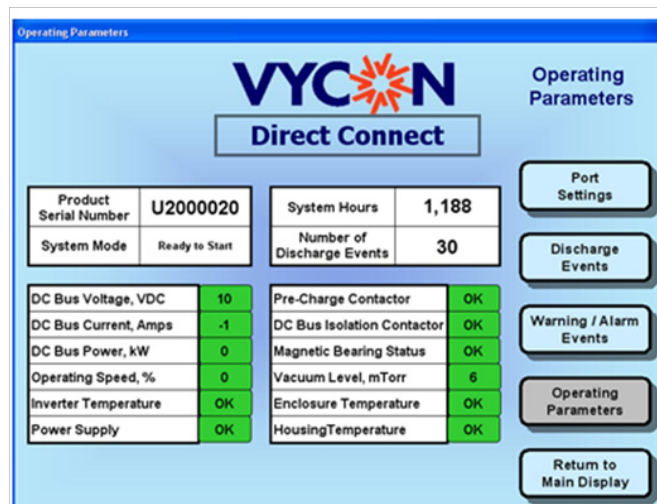 Operating Parameters
VYCON
Direct Connect
Operating
Parameters
Product
Serial Number
U2000020
System Mode
Ready to Start
System Hours
1,188
Number of
Discharge Events
30
DC Bus Voltage, VDC 10
DC Bus Current, Amps -1
DC Bus Power, kW 0
Operating Speed, % 0
Inverter Temperature OK
Power Supply OK
Pre-Charge Contactor OK
DC Bus Isolation Contactor OK
Magnetic Bearing Status OK
Vacuum Level, mTorr 6
Enclosure Temperature OK
HousingTemperature OK
Port
Settings
Discharge
Events
Warning / Alarm
Events
Operating
Parameters
Return to
Main Display